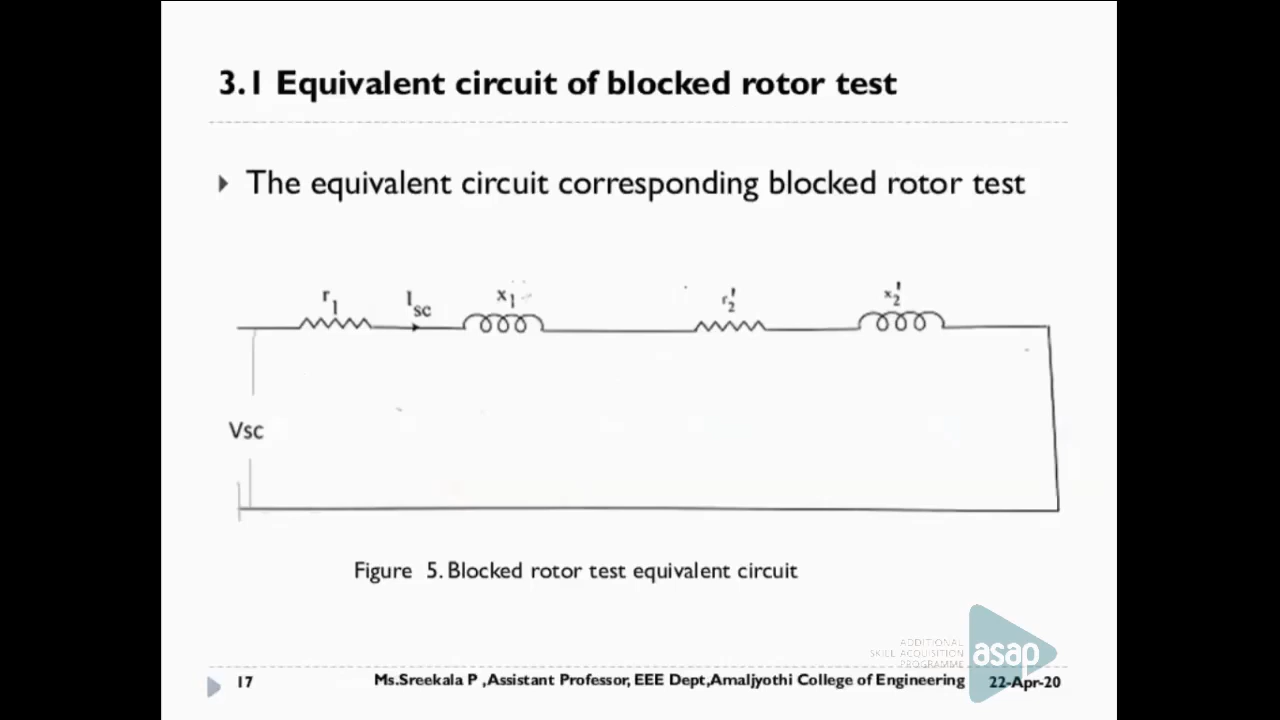 3.1 Equivalent circuit of blocked rotor test
The equivalent circuit corresponding blocked rotor test
r1 Isc x1 r2' x2'
Vsc
Figure 5. Blocked rotor test equivalent circuit
ADDITIONAL
SKILL ACQUISITION
PROGRAMME
asap
17 Ms.Sreekala P ,Assistant Professor, EEE Dept,Amaljyothi College of Engineering 22-Apr-20